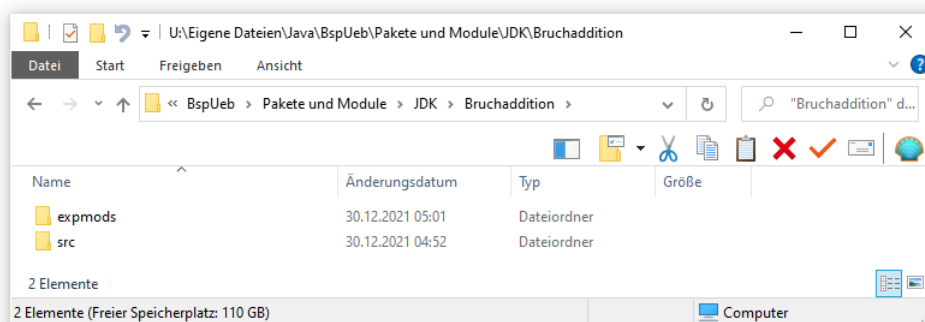 U:\Eigene Dateien\Java\BspUeb\Pakete und Module\JDK\Bruchaddition
Datei Start Freigeben Ansicht
« BspUeb > Pakete und Module > JDK > Bruchaddition > "Bruchaddition" d...
Name Änderungsdatum Typ Größe
expmods 30.12.2021 05:01 Dateiordner
src 30.12.2021 04:52 Dateiordner
2 Elemente
2 Elemente (Freier Speicherplatz: 110 GB) Computer